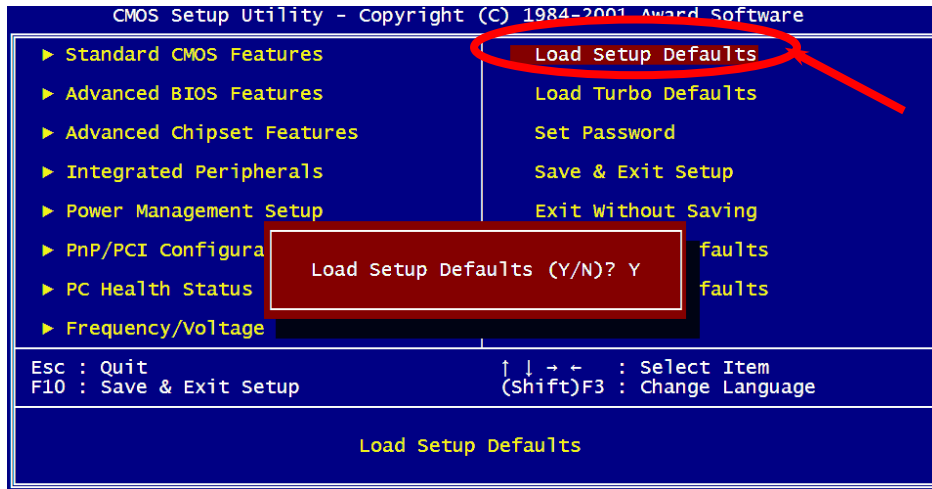 CMOS Setup Utility - Copyright (C) 1984-2001 Award Software
► Standard CMOS Features
► Advanced BIOS Features
► Advanced Chipset Features
► Integrated Peripherals
► Power Management Setup
► PnP/PCI Configura
► PC Health Status
► Frequency/Voltage
Load Setup Defaults
Load Turbo Defaults
Set Password
Save & Exit Setup
Exit Without Saving
faults
faults
Load Setup Defaults (Y/N)? Y
Esc : Quit
F10 : Save & Exit Setup
↑ ↓ → ← : Select Item
(Shift)F3 : Change Language
Load Setup Defaults